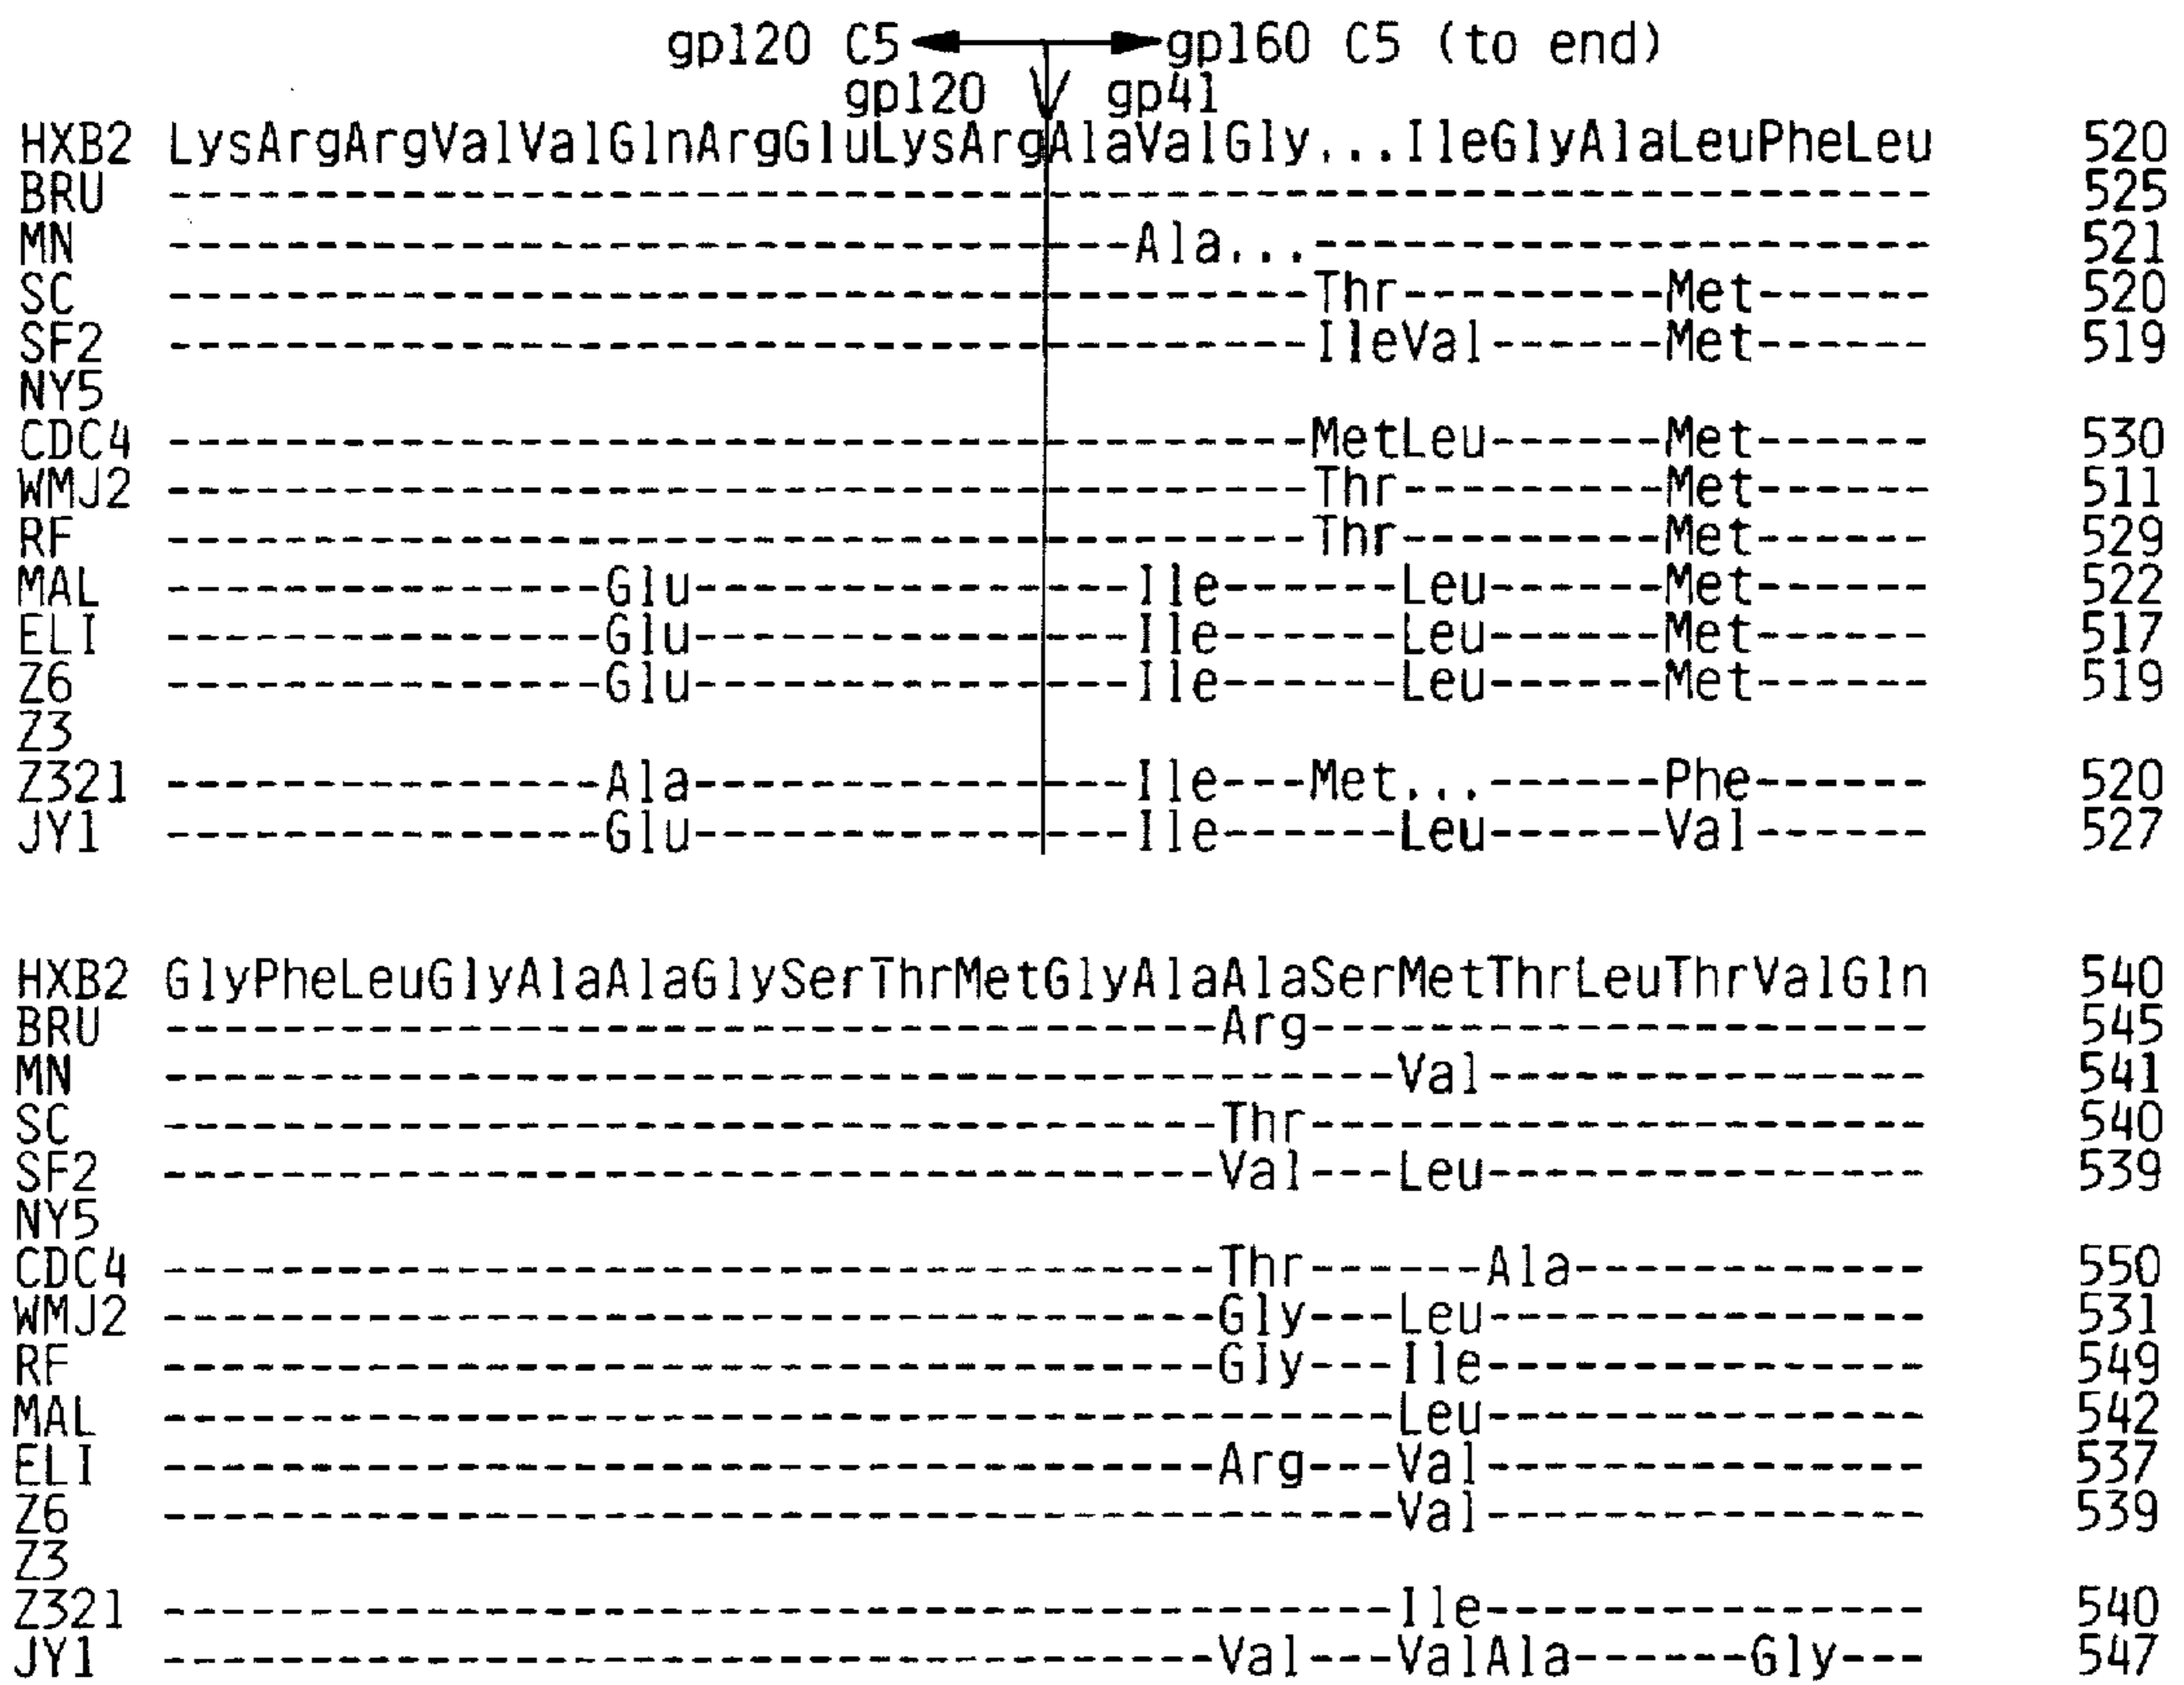 gp120 C5 gp160 C5 (to end)
gp120 gp41
HXB2 LysArgArgValValGlnArgGluLysArgAlaValGly...IleGlyAlaLeuPheLeu 520
BRU ------------------------------------------------------------ 525
MN ---------------------------------Ala...--------------------- 521
SC ---------------------------------------Thr---------Met------ 520
SF2 ---------------------------------------IleVal------Met------ 519
NY5
CDC4 ---------------------------------------MetLeu------Met------ 530
WMJ2 ---------------------------------------Thr---------Met------ 511
RF ---------------------------------------Thr---------Met------ 529
MAL ---------------Glu---------------Ile------Leu------Met------ 522
ELI ---------------Glu---------------Ile------Leu------Met------ 517
Z6 ---------------Glu---------------Ile------Leu------Met------ 519
Z3
Z321 ---------------Ala---------------Ile---Met...------Phe------ 520
JY1 ---------------Glu---------------Ile------Leu------Val------ 527
HXB2 GlyPheLeuGlyAlaAlaGlySerThrMetGlyAlaAlaSerMetThrLeuThrValGln 540
BRU ------------------------------------Arg--------------------- 545
MN ------------------------------------------Val--------------- 541
SC ------------------------------------Thr--------------------- 540
SF2 ------------------------------------Val---Leu--------------- 539
NY5
CDC4 ------------------------------------Thr------Ala------------ 550
WMJ2 ------------------------------------Gly---Leu--------------- 531
RF ------------------------------------Gly---Ile--------------- 549
MAL ------------------------------------------Leu--------------- 542
ELI ------------------------------------Arg---Val--------------- 537
Z6 ------------------------------------------Val--------------- 539
Z3
Z321 ------------------------------------------Ile--------------- 540
JY1 ------------------------------------Val---ValAla------Gly--- 547